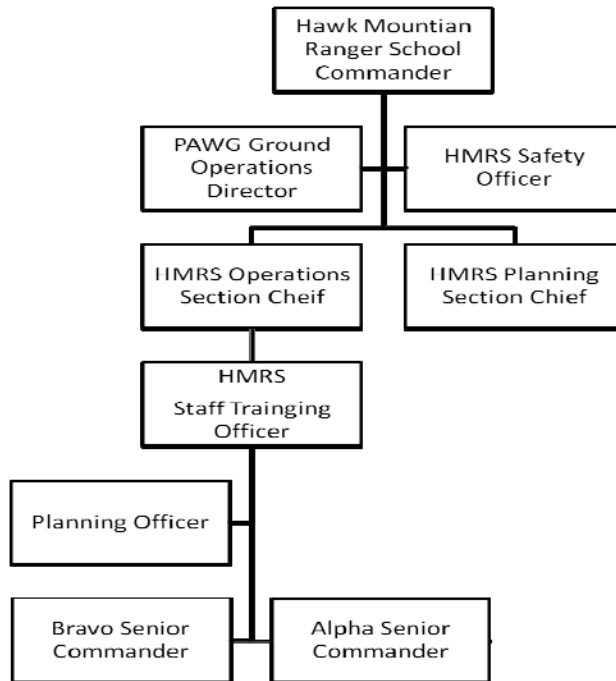 Hawk Mountian
Ranger School
Commander
PAWG Ground
Operations
Director
HMRS Safety
Officer
HMRS Operations
Section Cheif
HMRS Planning
Section Chief
HMRS
Staff Trainging
Officer
Planning Officer
Bravo Senior
Commander
Alpha Senior
Commander